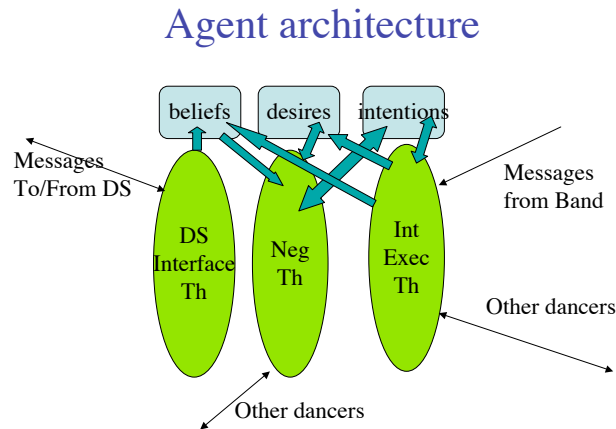 Agent architecture
beliefs
desires
intentions
Messages
To/From DS
Messages
from Band
DS
Interface
Th
Neg
Th
Int
Exec
Th
Other dancers
Other dancers